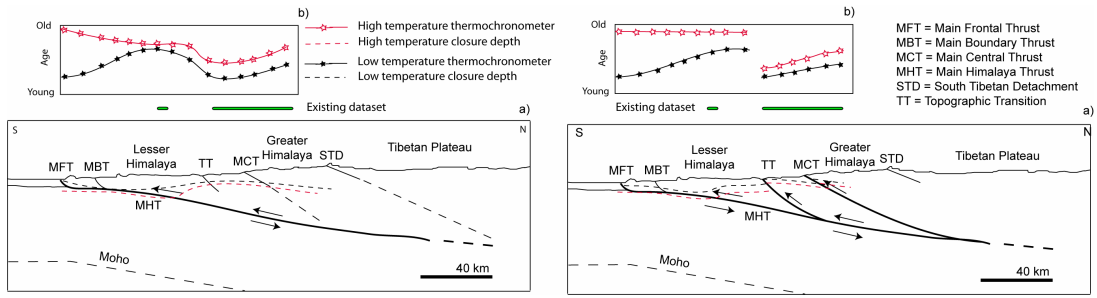 b)
Old
Age
Young
High temperature thermochronometer
High temperature closure depth
Low temperature thermochronometer
Low temperature closure depth
Existing dataset
a)
S
N
MFT
MBT
Lesser
Himalaya
TT
MCT
Greater
Himalaya
STD
Tibetan Plateau
MHT
Moho
40 km
b)
Old
Age
Young
Existing dataset
MFT = Main Frontal Thrust
MBT = Main Boundary Thrust
MCT = Main Central Thrust
MHT = Main Himalaya Thrust
STD = South Tibetan Detachment
TT = Topographic Transition
a)
S
N
MFT
MBT
Lesser
Himalaya
TT
MCT
Greater
Himalaya
STD
Tibetan Plateau
MHT
Moho
40 km